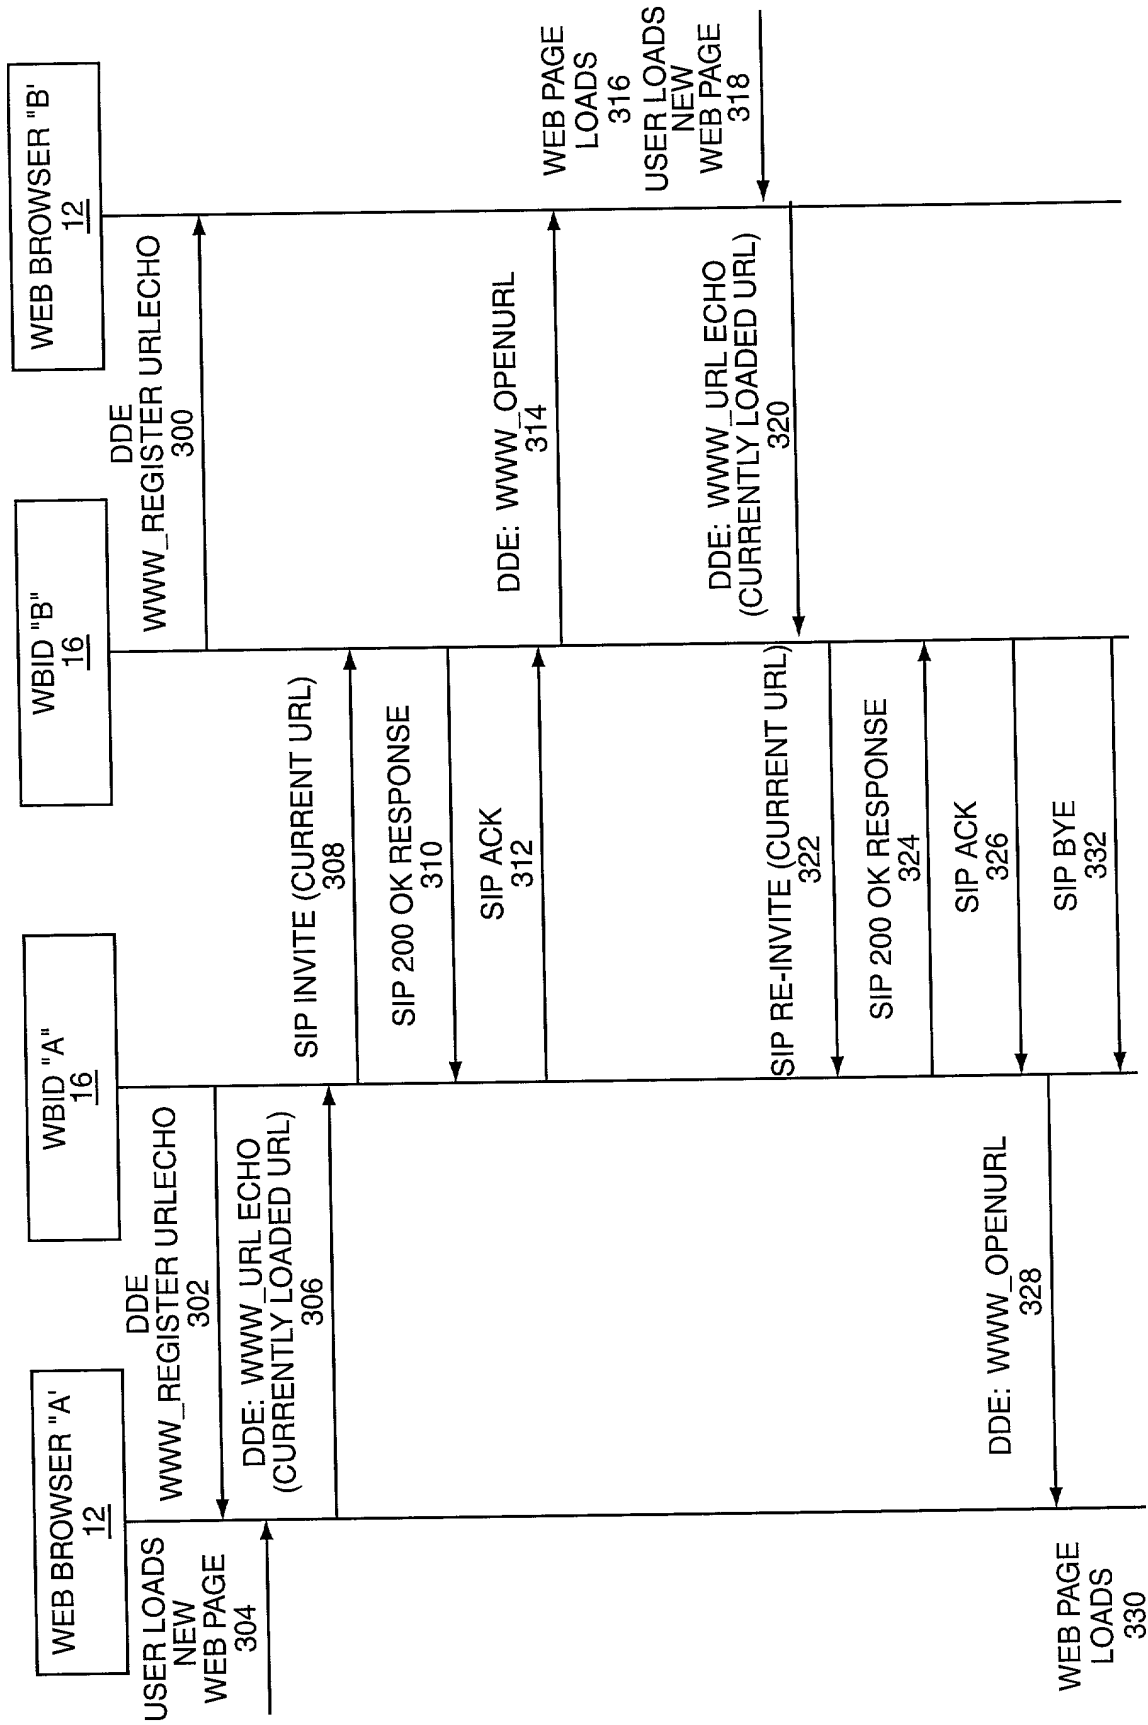 WEB BROWSER "A'
12
WBID "A"
16
WBID "B"
16
WEB BROWSER "B'
12
DDE
WWW_REGISTER URLECHO
300
DDE
WWW_REGISTER URLECHO
302
USER LOADS
NEW
WEB PAGE
304
DDE: WWW_URL ECHO
(CURRENTLY LOADED URL)
306
SIP INVITE (CURRENT URL)
308
SIP 200 OK RESPONSE
310
SIP ACK
312
DDE: WWW_OPENURL
314
WEB PAGE
LOADS
316
USER LOADS
NEW
WEB PAGE
318
DDE: WWW_URL ECHO
(CURRENTLY LOADED URL)
320
SIP RE-INVITE (CURRENT URL)
322
SIP 200 OK RESPONSE
324
SIP ACK
326
DDE: WWW_OPENURL
328
WEB PAGE
LOADS
330
SIP BYE
332